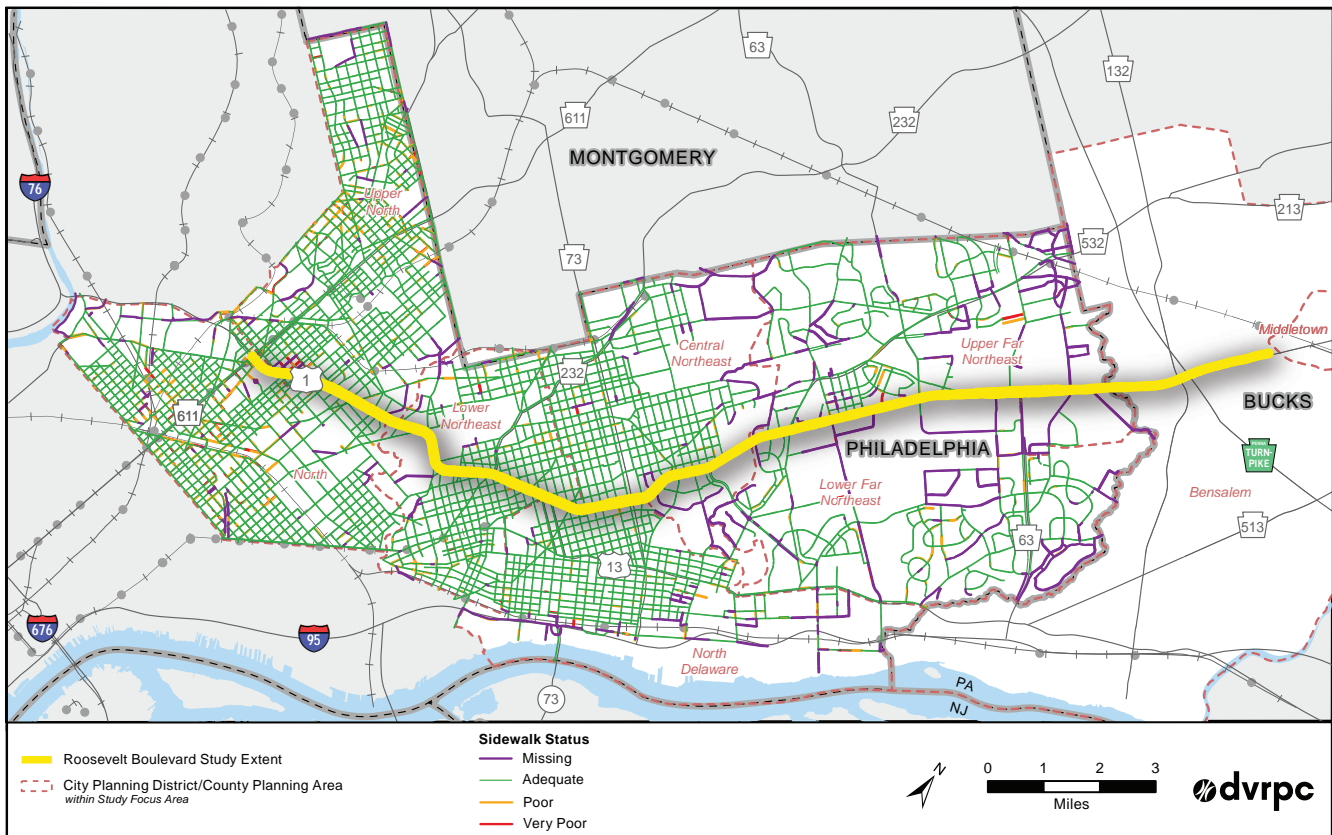 63
132
611
232
MONTGOMERY
76
Upper
North
213
532
73
Central
Northeast
Upper Far
Northeast
Middletown
1
232
611
Lower
Northeast
BUCKS
PHILADELPHIA
PENNA
TURN-
PIKE
North
Lower Far
Northeast
Bensalem
513
63
13
676
95
North
Delaware
PA
NJ
73
Roosevelt Boulevard Study Extent
City Planning District/County Planning Area
within Study Focus Area
Sidewalk Status
Missing
Adequate
Poor
Very Poor
N
0 1 2 3
Miles
dvrpc